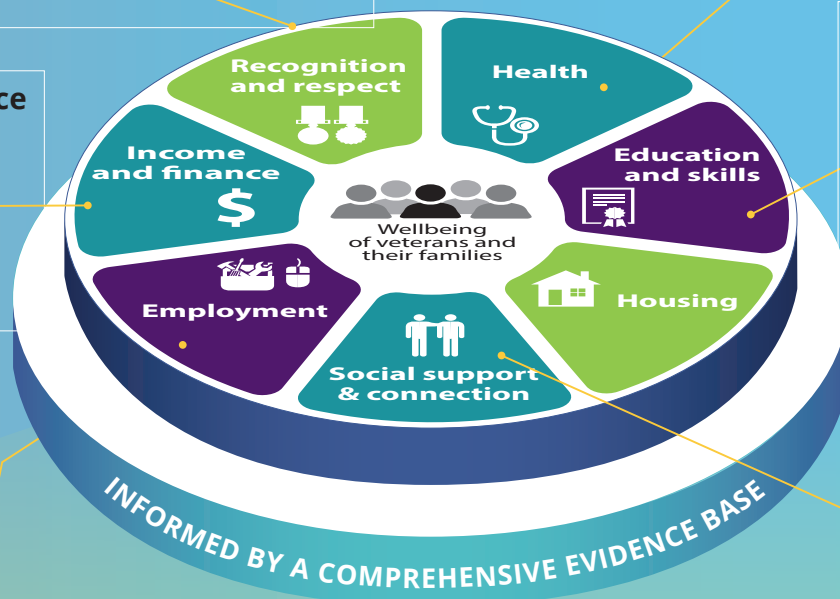 ce
Recognition
and respect
Health
Income
and finance
Education
and skills
Wellbeing
of veterans and
their families
Employment
Housing
Social support
& connection
INFORMED BY A COMPREHENSIVE EVIDENCE BASE